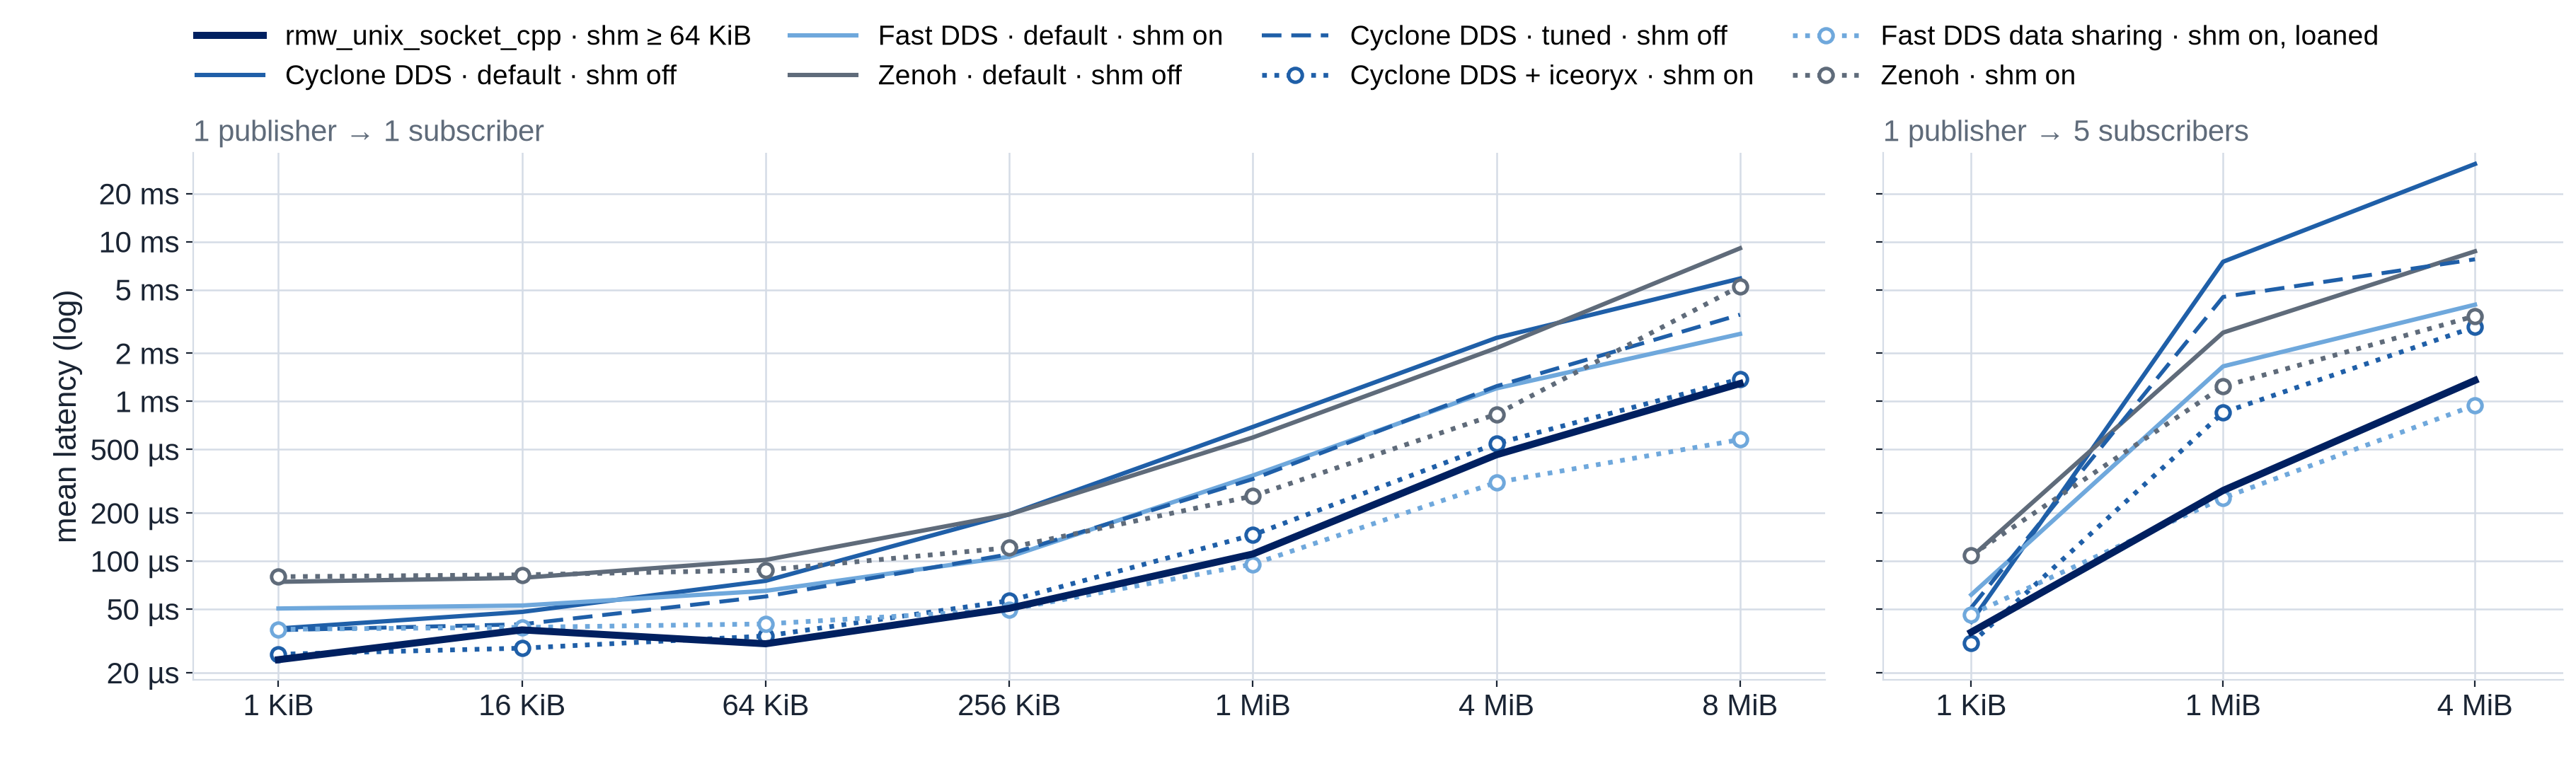 rmw_unix_socket_cpp · shm ≥ 64 KiB
Cyclone DDS · default · shm off
Fast DDS · default · shm on
Zenoh · default · shm off
Cyclone DDS · tuned · shm off
Cyclone DDS + iceoryx · shm on
Fast DDS data sharing · shm on, loaned
Zenoh · shm on
1 publisher → 1 subscriber
1 publisher → 5 subscribers
mean latency (log)
20 ms
10 ms
5 ms
2 ms
1 ms
500 µs
200 µs
100 µs
50 µs
20 µs
1 KiB
16 KiB
64 KiB
256 KiB
1 MiB
4 MiB
8 MiB
1 KiB
1 MiB
4 MiB